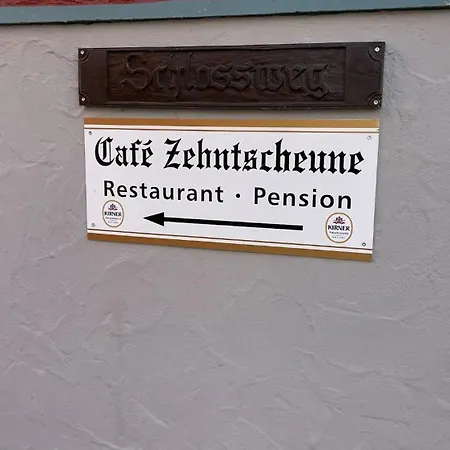 Schlossweg
Café Zehntscheune
Restaurant · Pension
KIRNER
KIRNER